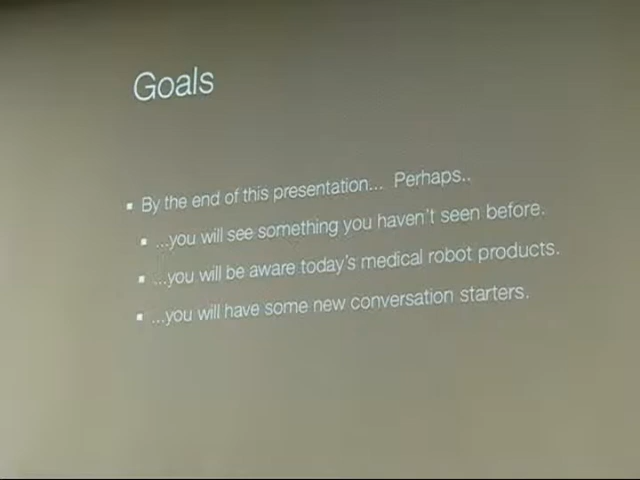 Goals
▪ By the end of this presentation... Perhaps..
▪ ...you will see something you haven't seen before.
▪ ...you will be aware today's medical robot products.
▪ ...you will have some new conversation starters.